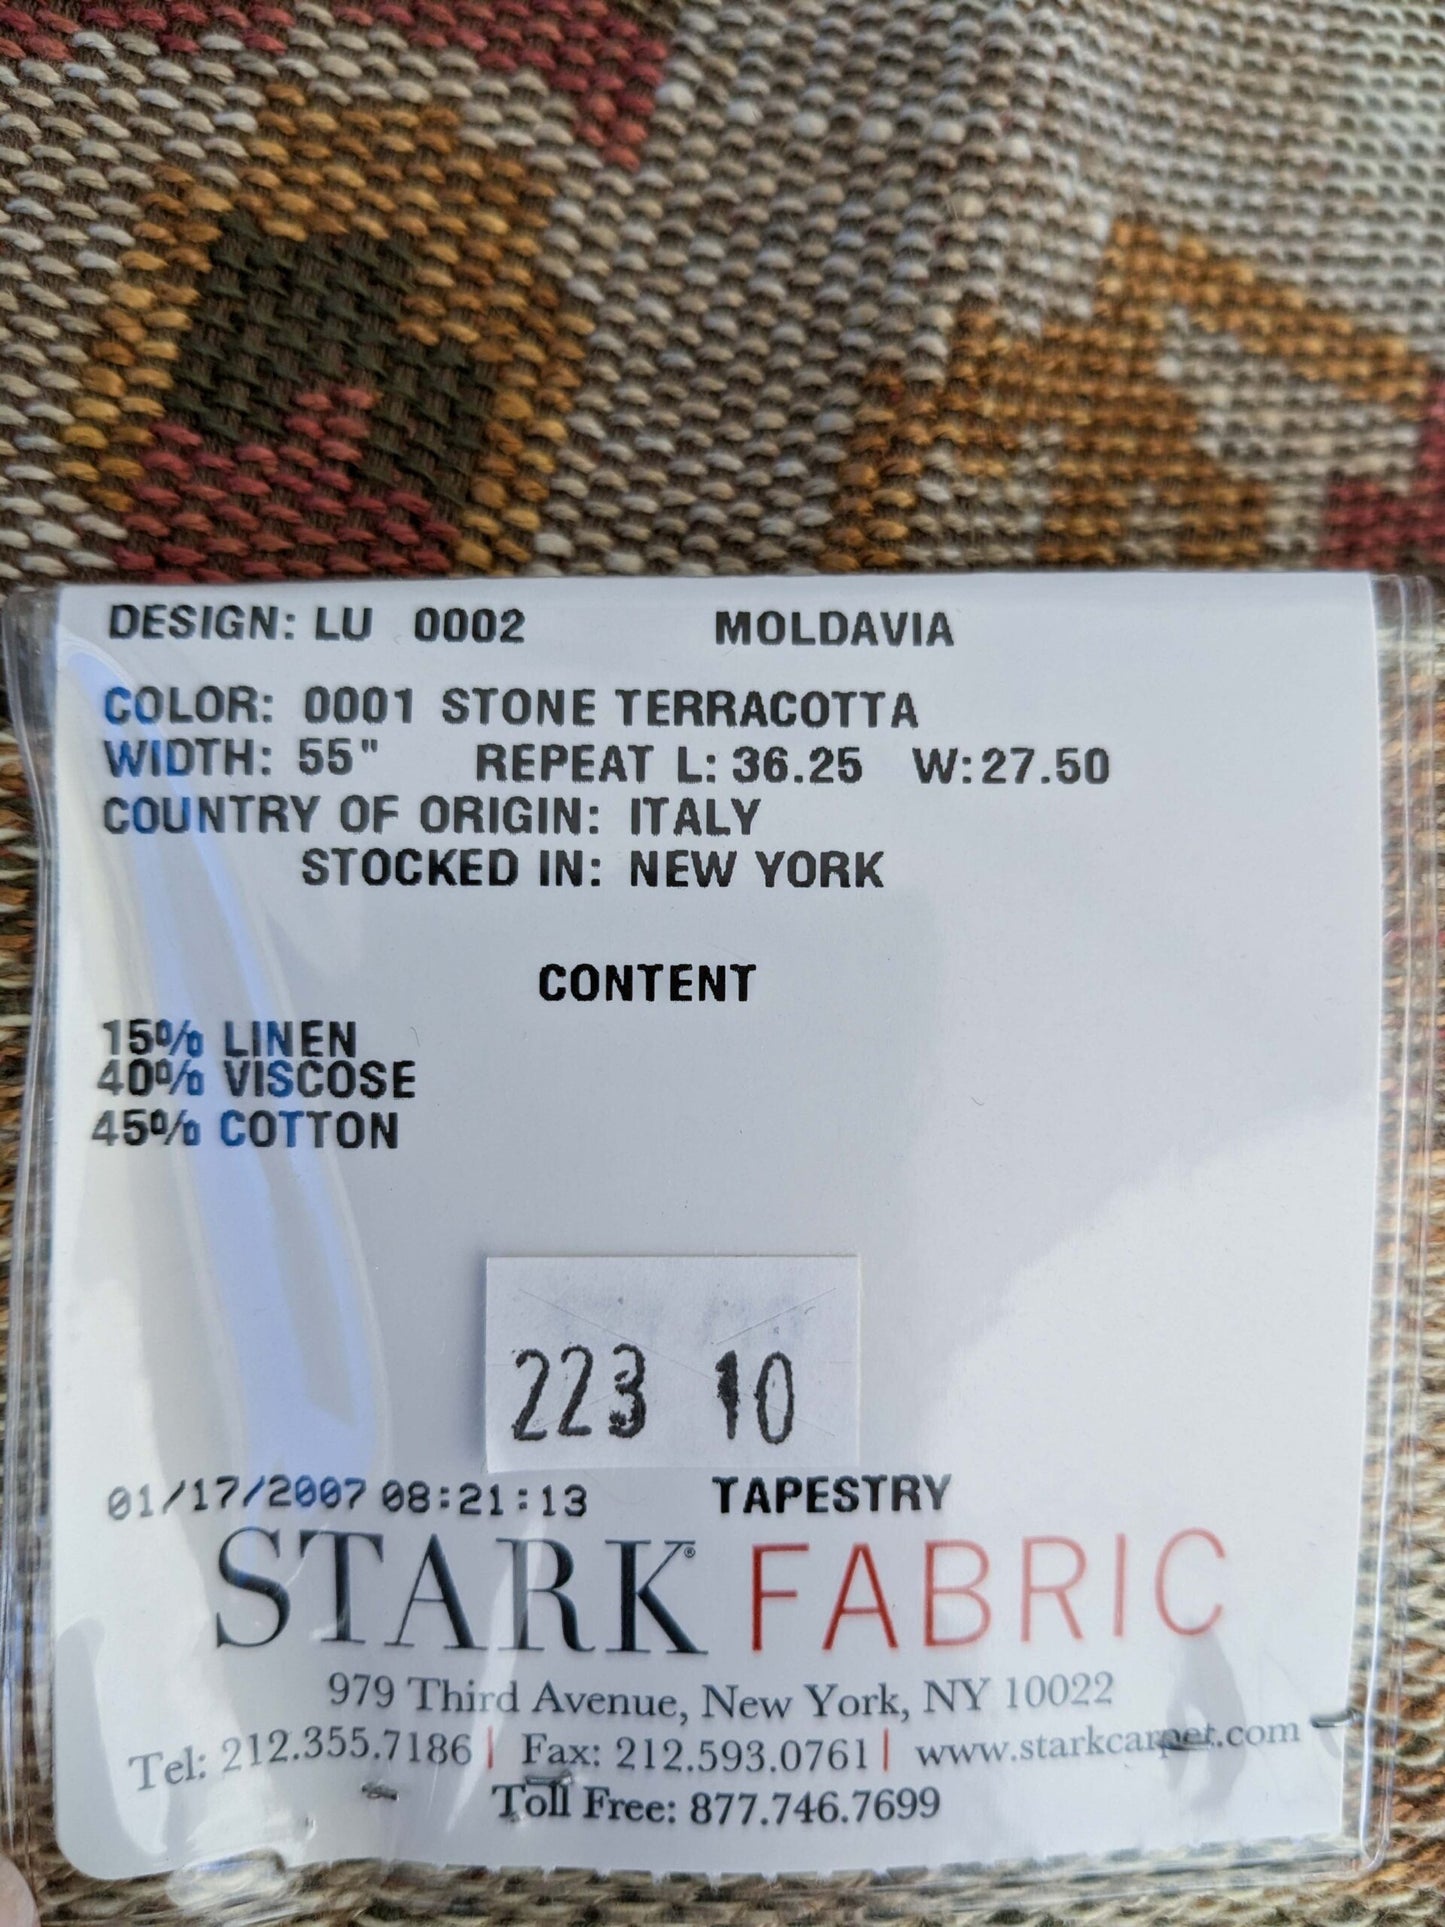 DESIGN: LU 0002 MOLDAVIA
COLOR: 0001 STONE TERRACOTTA
WIDTH: 55" REPEAT L: 36.25 W:27.50
COUNTRY OF ORIGIN: ITALY
STOCKED IN: NEW YORK
CONTENT
15% LINEN
40% VISCOSE
45% COTTON
223 10
01/17/2007 08:21:13 TAPESTRY
STARK® FABRIC
979 Third Avenue, New York, NY 10022
Tel: 212.355.7186 | Fax: 212.593.0761 | www.starkcarpet.com
Toll Free: 877.746.7699